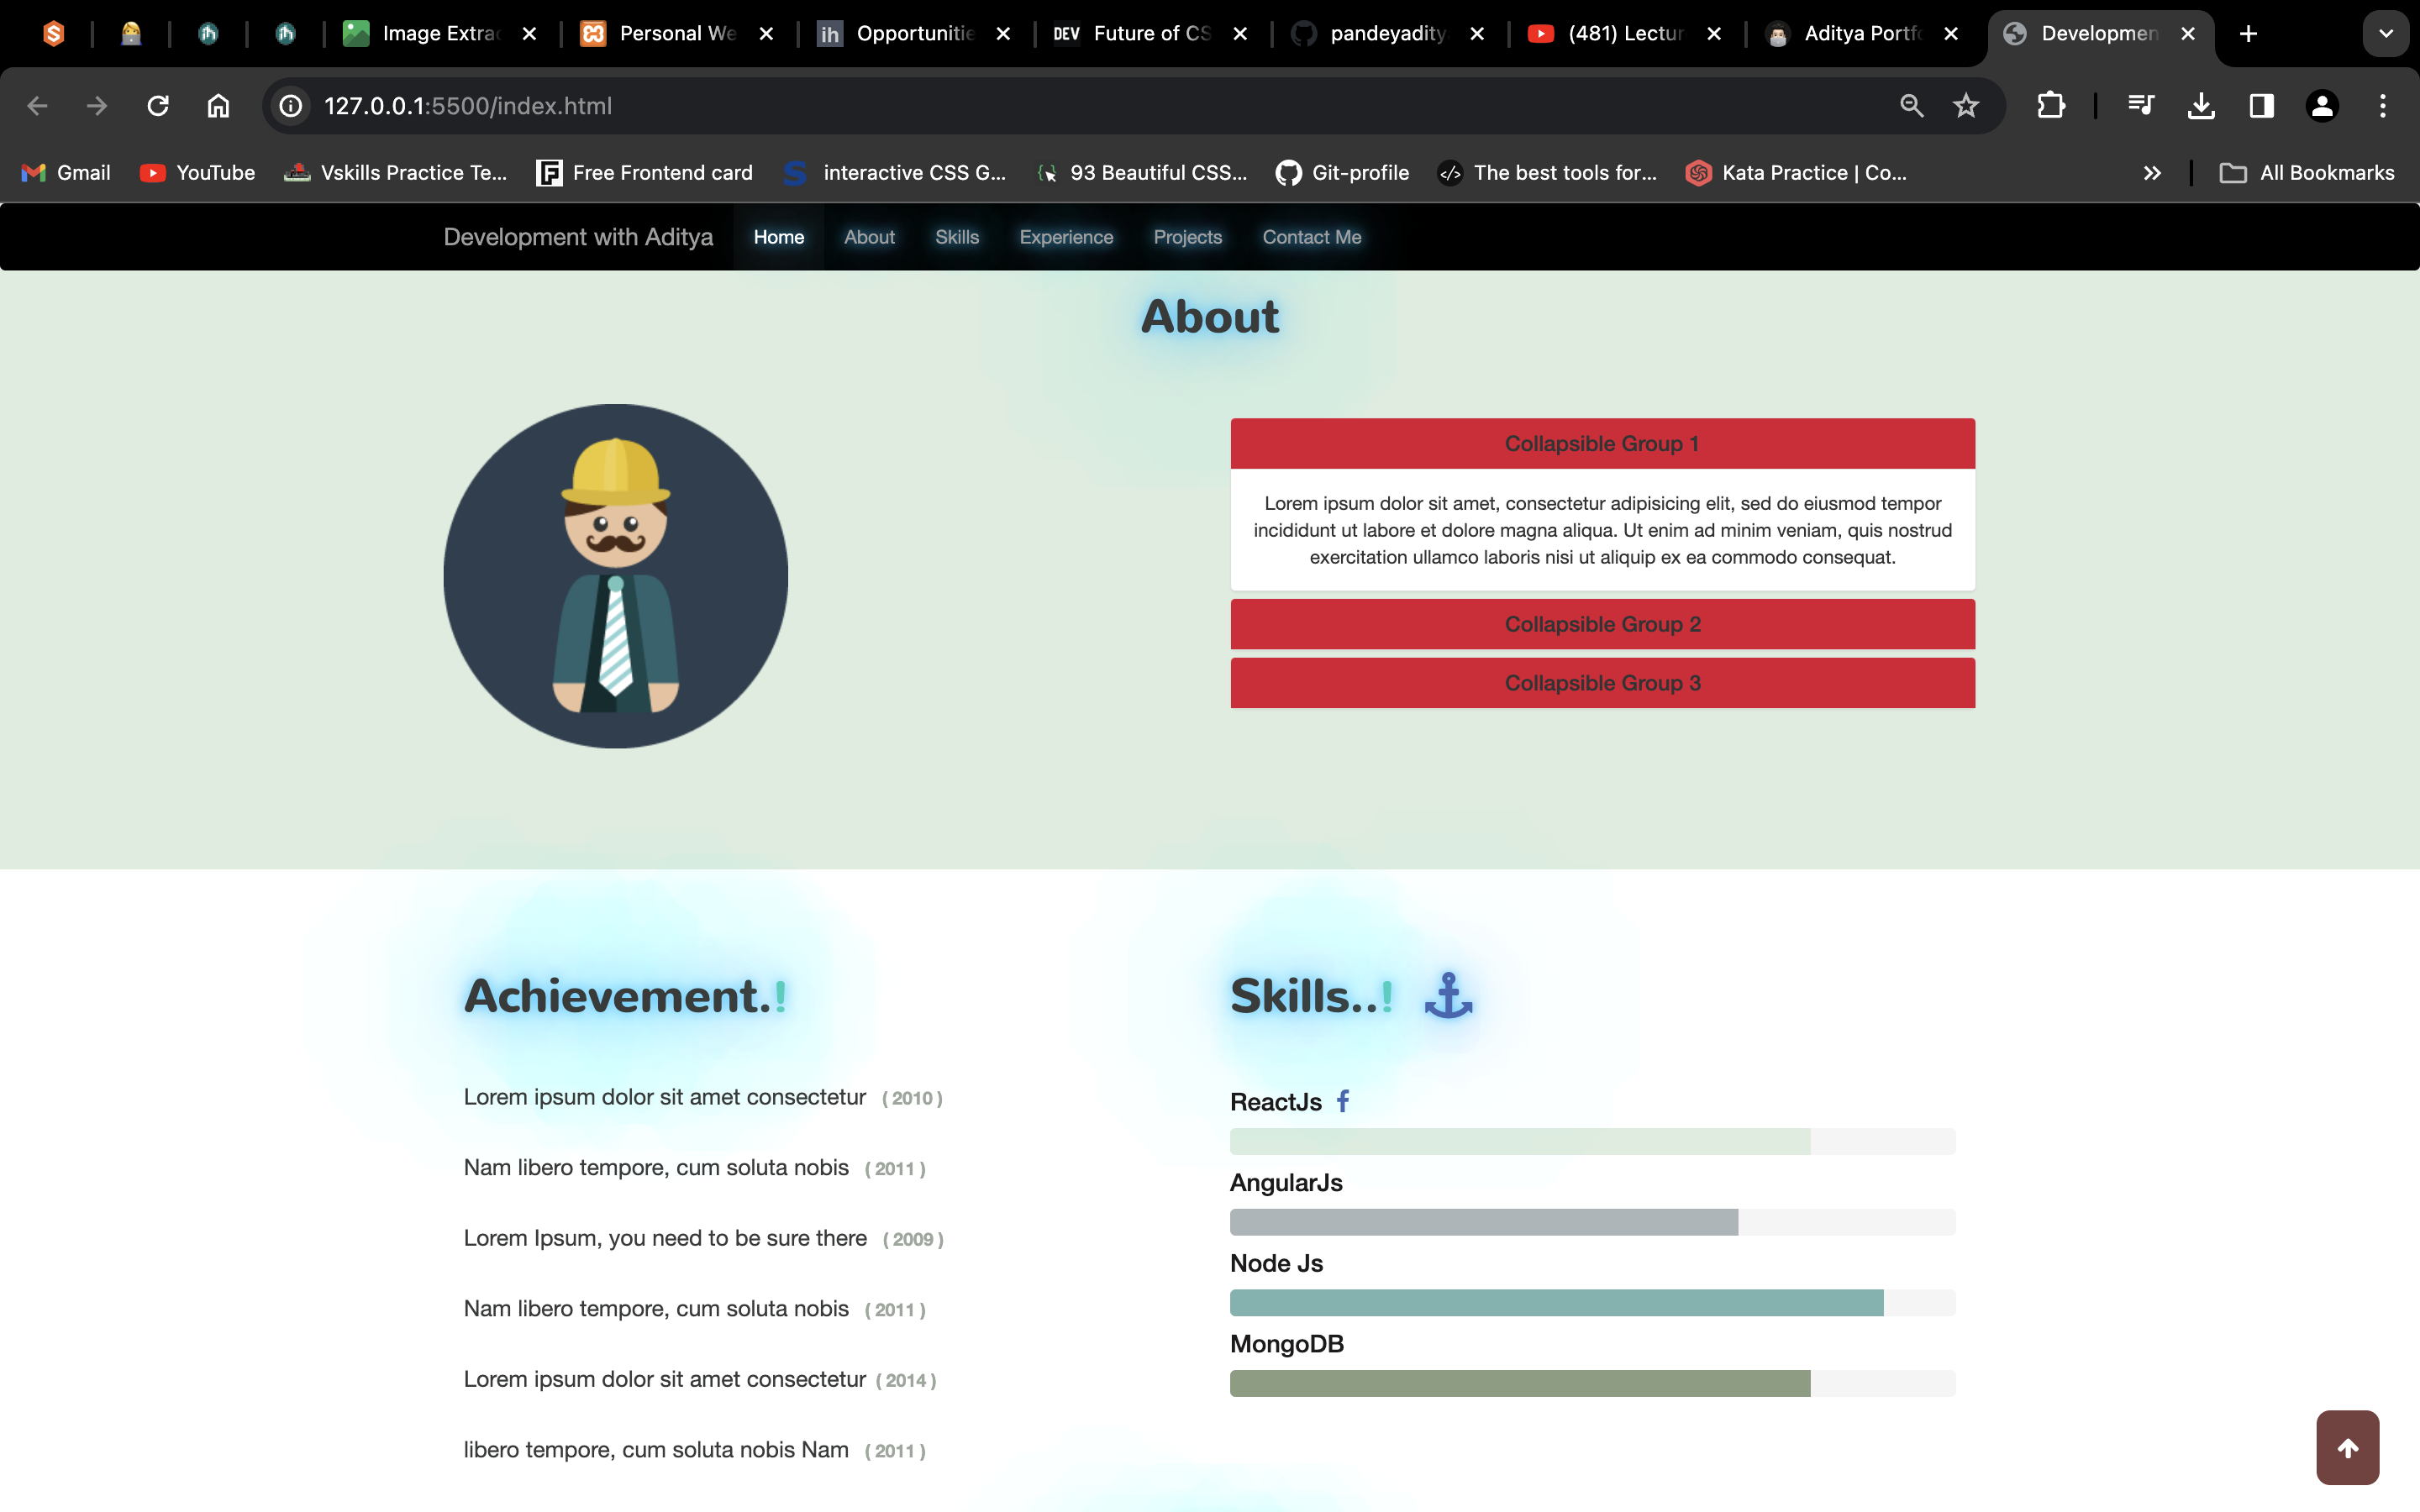 Image Extrac
Personal We
ih Opportunitie
DEV Future of CS
pandeyadity
(481) Lectur
Aditya Portfo
Developmen
127.0.0.1:5500/index.html
Gmail
YouTube
Vskills Practice Te...
Free Frontend card
interactive CSS G...
93 Beautiful CSS...
Git-profile
The best tools for...
Kata Practice | Co...
All Bookmarks
Development with Aditya
Home
About
Skills
Experience
Projects
Contact Me
About
Collapsible Group 1
Lorem ipsum dolor sit amet, consectetur adipisicing elit, sed do eiusmod tempor
incididunt ut labore et dolore magna aliqua. Ut enim ad minim veniam, quis nostrud
exercitation ullamco laboris nisi ut aliquip ex ea commodo consequat.
Collapsible Group 2
Collapsible Group 3
Achievement.!
Lorem ipsum dolor sit amet consectetur ( 2010 )
Nam libero tempore, cum soluta nobis ( 2011 )
Lorem Ipsum, you need to be sure there ( 2009 )
Nam libero tempore, cum soluta nobis ( 2011 )
Lorem ipsum dolor sit amet consectetur ( 2014 )
libero tempore, cum soluta nobis Nam ( 2011 )
Skills..!
ReactJs
AngularJs
Node Js
MongoDB